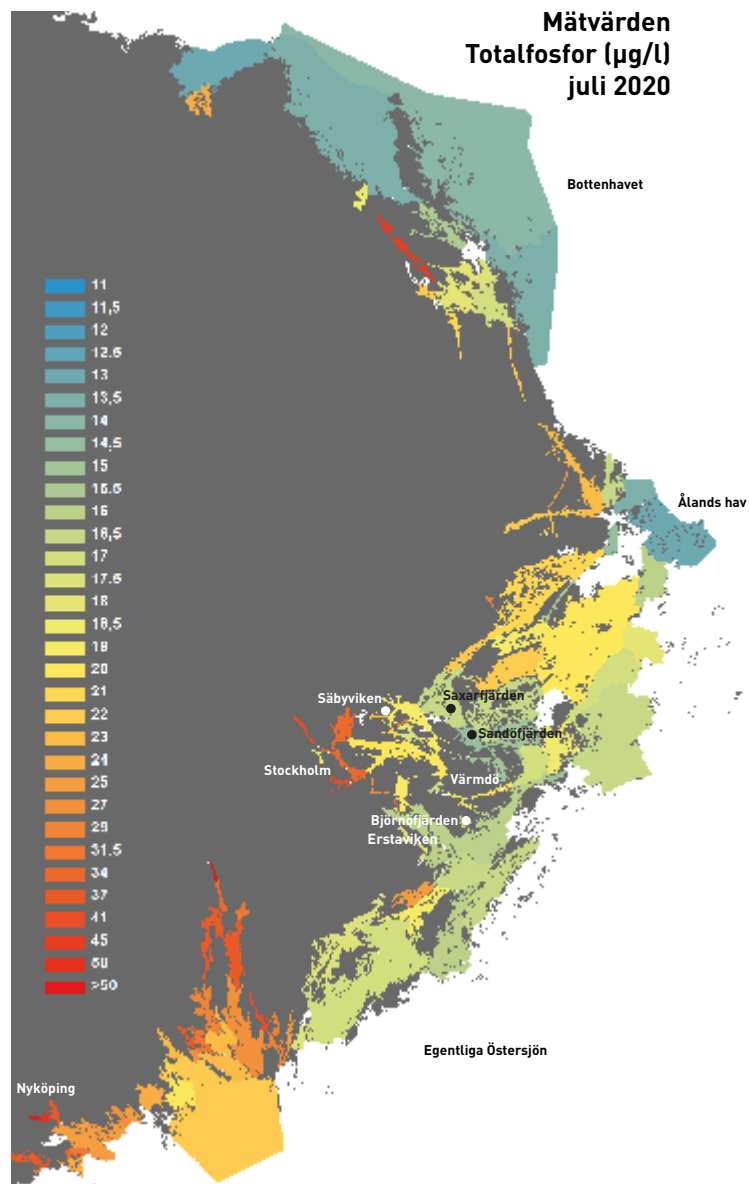 Mätvärden
Totalfosfor (µg/l)
juli 2020
Bottenhavet
11
11,5
12
12.5
13
13,5
14
14,5
15
15.5
16
16,5
17
17.5
18
18,5
19
20
21
22
23
24
25
27
29
31.5
34
37
41
45
50
>50
Ålands hav
Säbyviken
Saxarfjärden
Sandöfjärden
Stockholm
Värmdö
Björnöfjärden
Erstaviken
Egentliga Östersjön
Nyköping